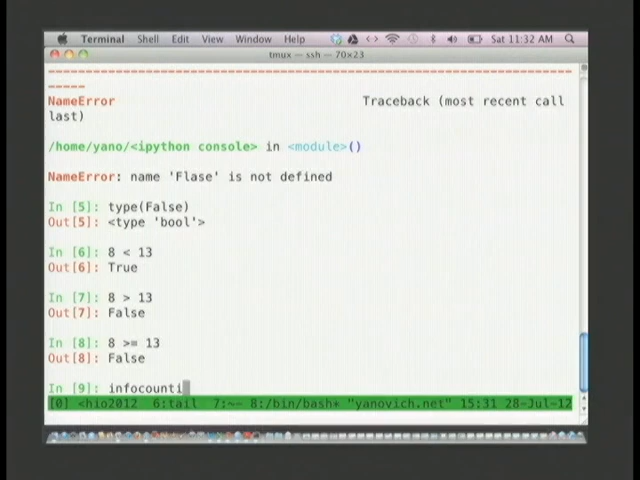 Terminal Shell Edit View Window Help Sat 11:32 AM
tmux — ssh — 70×23
NameError Traceback (most recent call
last)
/home/yano/<ipython console> in <module>()
NameError: name 'Flase' is not defined
In [5]: type(False)
Out[5]: <type 'bool'>
In [6]: 8 < 13
Out[6]: True
In [7]: 8 > 13
Out[7]: False
In [8]: 8 >= 13
Out[8]: False
In [9]: infocounti
[0] <hio2012 6:tail 7:~- 8:/bin/bash+ "yanovich.net" 15:31 28-Jul-12